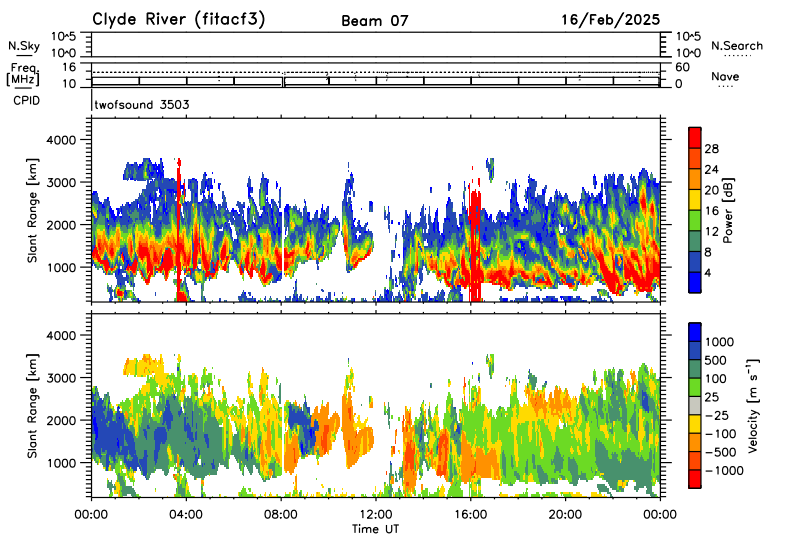 Clyde River (fitacf3) Beam 07 16/Feb/2025
N.Sky 10^5 10^0 10^5 10^0 N.Search
Freq. [MHz] 16 10 60 0 Nave
CPID twofsound 3503
Slant Range [km] 4000 3000 2000 1000
Power [dB] 28 24 20 16 12 8 4
Slant Range [km] 4000 3000 2000 1000
Velocity [m s⁻¹] 1000 500 100 25 −25 −100 −500 −1000
00:00 04:00 08:00 12:00 16:00 20:00 00:00
Time UT